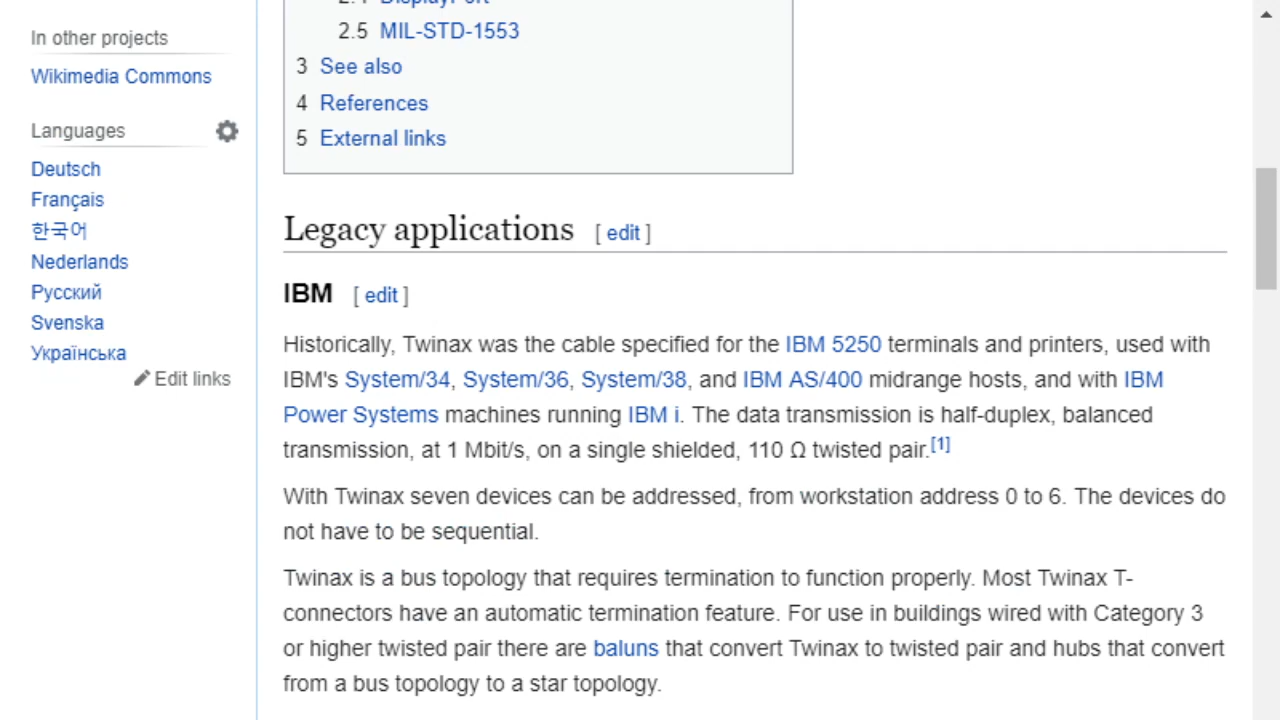 In other projects
Wikimedia Commons
Languages
Deutsch
Français
한국어
Nederlands
Русский
Svenska
Українська
Edit links
2.5 MIL-STD-1553
3 See also
4 References
5 External links
Legacy applications [ edit ]
IBM [ edit ]
Historically, Twinax was the cable specified for the IBM 5250 terminals and printers, used with
IBM's System/34, System/36, System/38, and IBM AS/400 midrange hosts, and with IBM
Power Systems machines running IBM i. The data transmission is half-duplex, balanced
transmission, at 1 Mbit/s, on a single shielded, 110 Ω twisted pair.[1]
With Twinax seven devices can be addressed, from workstation address 0 to 6. The devices do
not have to be sequential.
Twinax is a bus topology that requires termination to function properly. Most Twinax T-
connectors have an automatic termination feature. For use in buildings wired with Category 3
or higher twisted pair there are baluns that convert Twinax to twisted pair and hubs that convert
from a bus topology to a star topology.